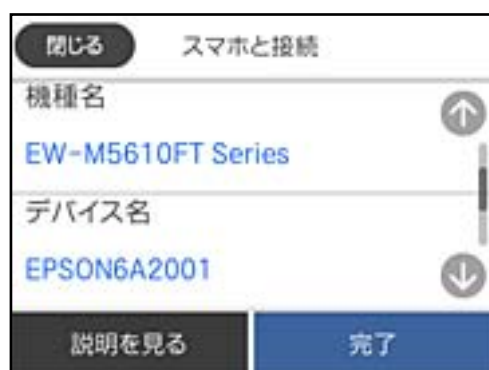 閉じる
スマホと接続
機種名
EW-M5610FT Series
デバイス名
EPSON6A2001
説明を見る
完了